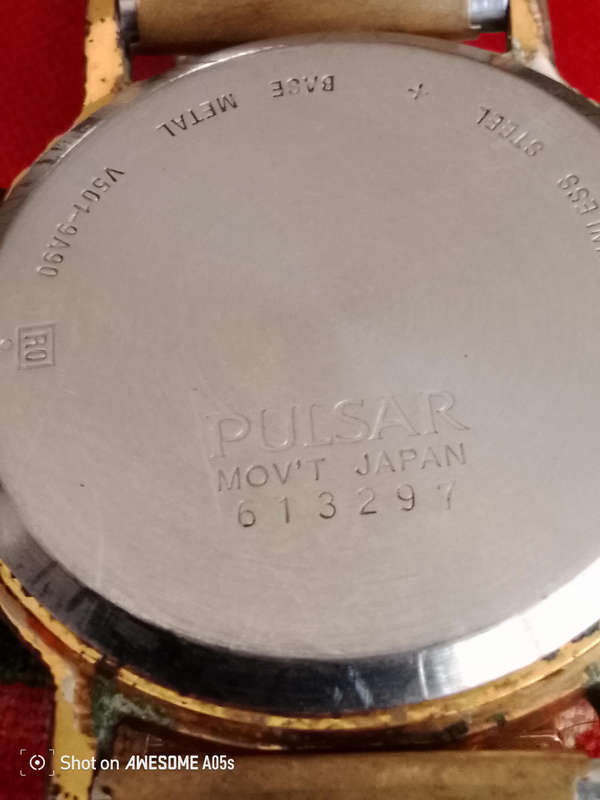 STEEL + BASE METAL
V501-9A90
RO
PULSAR
MOV'T JAPAN
613297
Shot on AWESOME A05s